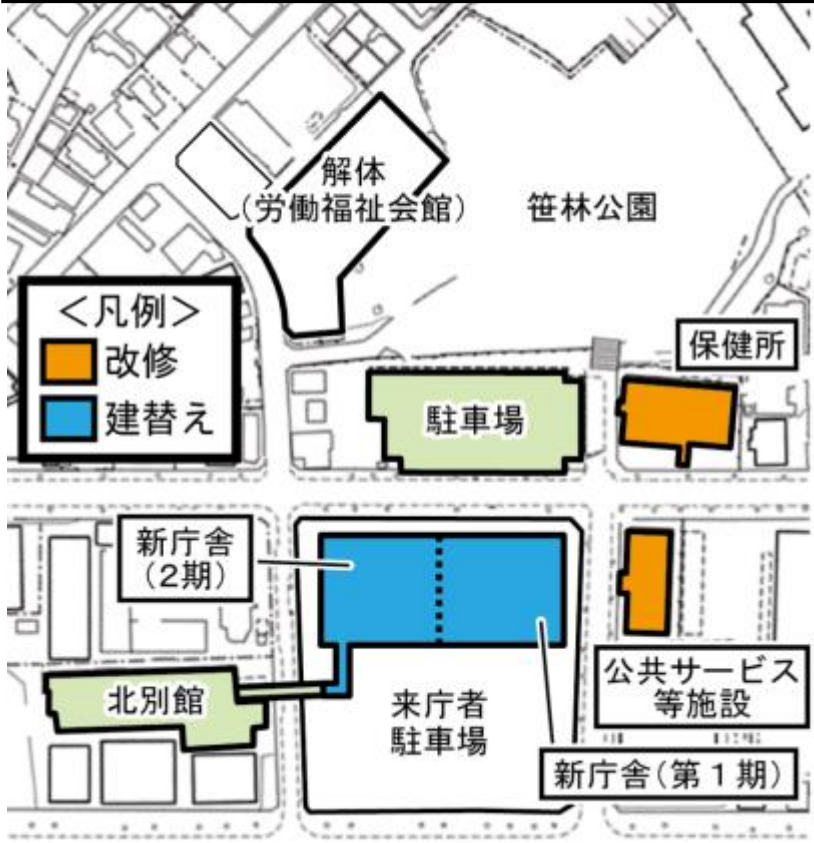 解体
（労働福祉会館）
笹林公園
＜凡例＞
改修
建替え
保健所
駐車場
新庁舎
（2期）
北別館
来庁者
駐車場
公共サービス
等施設
新庁舎（第１期）